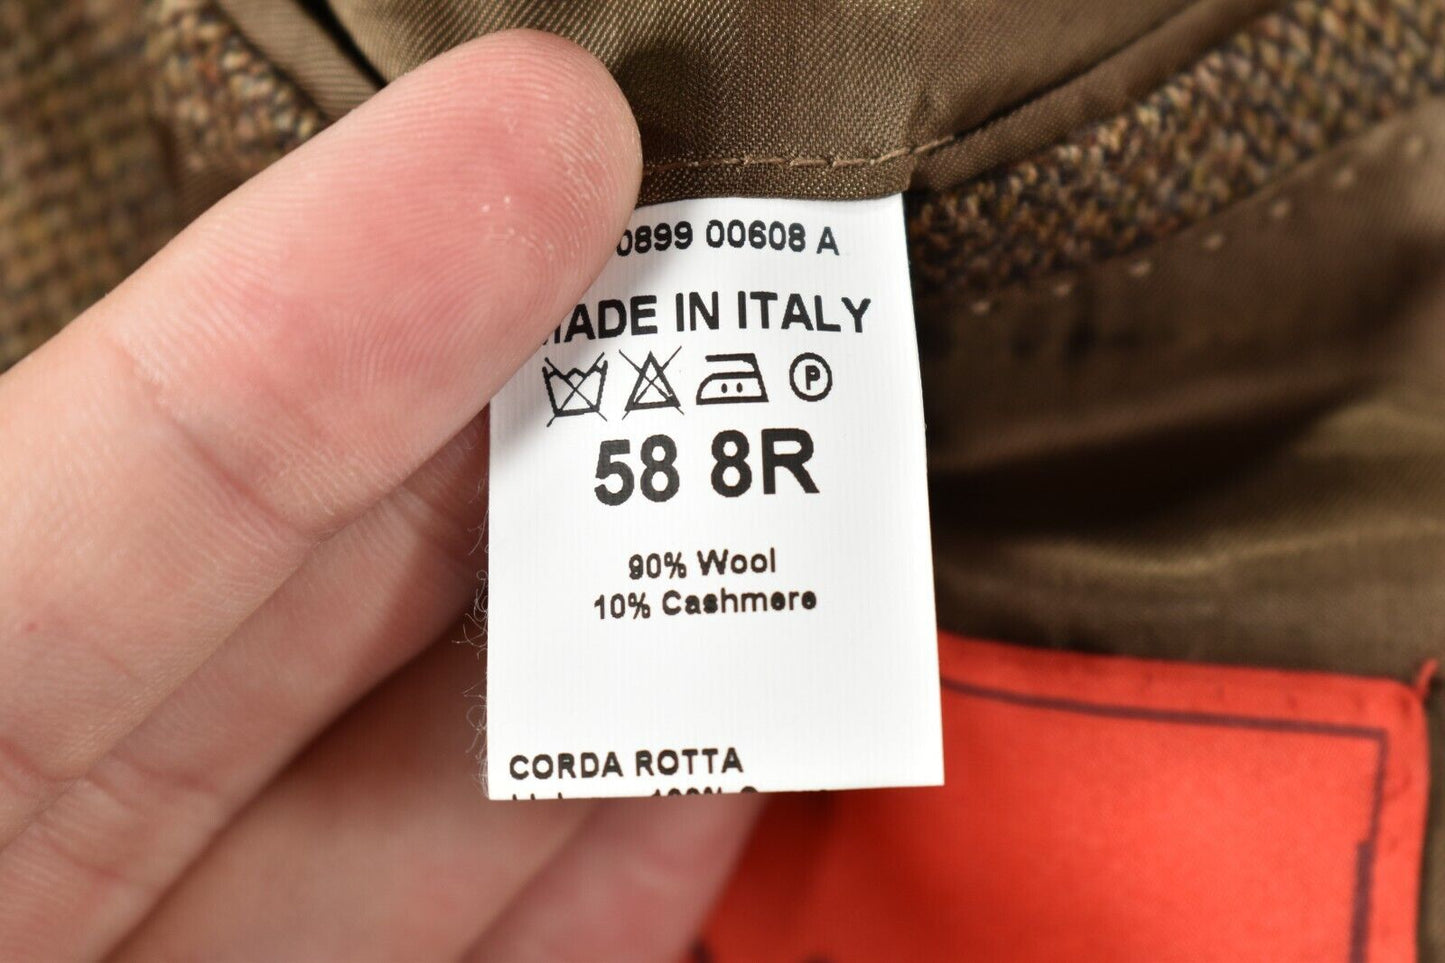 0899 00608 A
MADE IN ITALY
P
58 8R
90% Wool
10% Cashmere
CORDA ROTTA